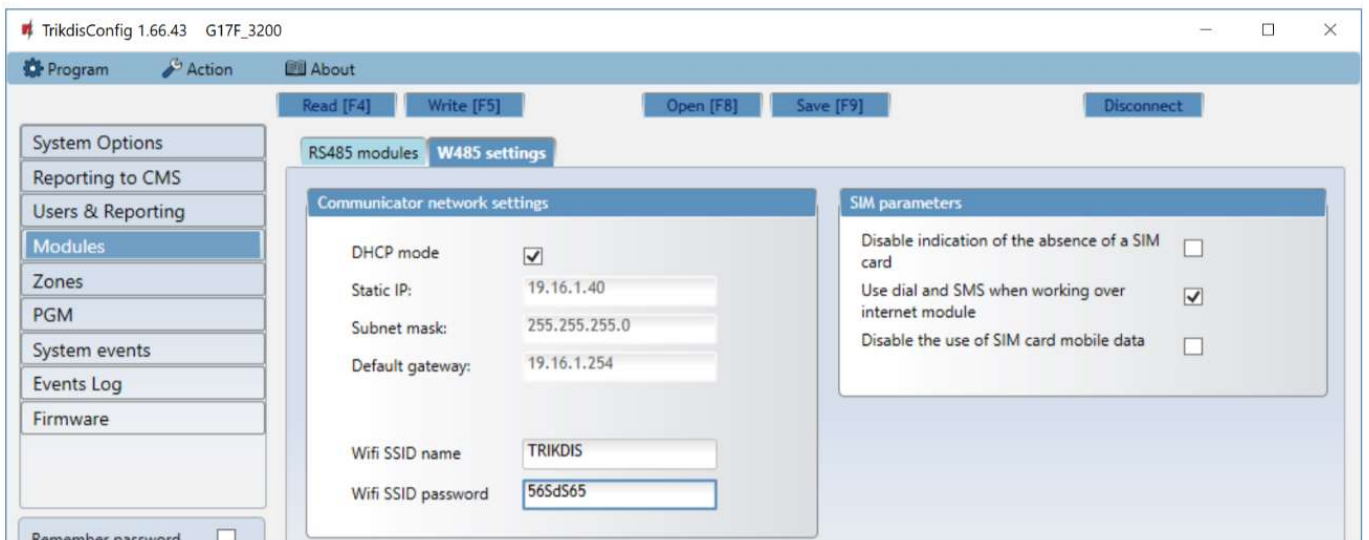 TrikdisConfig 1.66.43 G17F_3200
Program Action About
Read [F4] Write [F5] Open [F8] Save [F9] Disconnect
System Options
Reporting to CMS
Users & Reporting
Modules
Zones
PGM
System events
Events Log
Firmware
Remember password
RS485 modules W485 settings
Communicator network settings
DHCP mode
Static IP: 19.16.1.40
Subnet mask: 255.255.255.0
Default gateway: 19.16.1.254
Wifi SSID name TRIKDIS
Wifi SSID password 56SdS65
SIM parameters
Disable indication of the absence of a SIM
card
Use dial and SMS when working over
internet module
Disable the use of SIM card mobile data